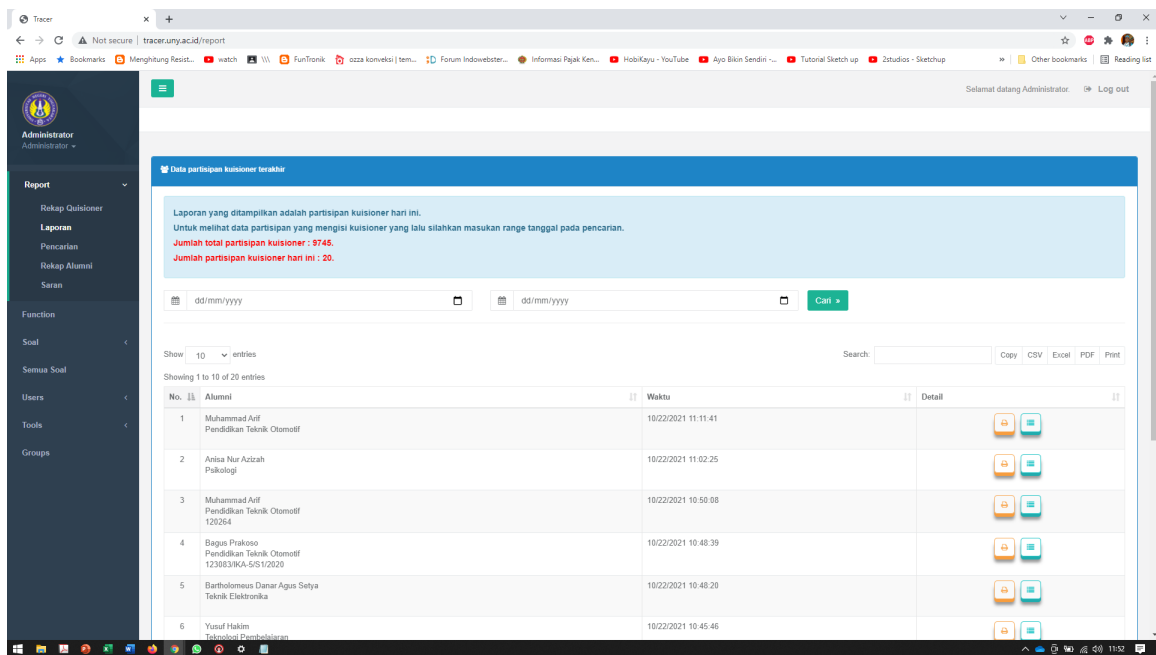 Tracer
Not secure | tracer.uny.ac.id/report
Apps Bookmarks Menghitung Resist... watch \\\ FunTronik ozza konveksi | tem... Forum Indowebster... Informasi Pajak Ken... HobiKayu - YouTube Ayo Bikin Sendiri -... Tutorial Sketch up 2studios - Sketchup » Other bookmarks Reading list
Selamat datang Administrator. Log out
Administrator
Administrator
Report
Rekap Quisioner
Laporan
Pencarian
Rekap Alumni
Saran
Function
Soal
Semua Soal
Users
Tools
Groups
Data partisipan kuisioner terakhir
Laporan yang ditampilkan adalah partisipan kuisioner hari ini.
Untuk melihat data partisipan yang mengisi kuisioner yang lalu silahkan masukan range tanggal pada pencarian.
Jumlah total partisipan kuisioner : 9745.
Jumlah partisipan kuisioner hari ini : 20.
dd/mm/yyyy dd/mm/yyyy Cari »
Show 10 entries Search: Copy CSV Excel PDF Print
Showing 1 to 10 of 20 entries
No. Alumni Waktu Detail
1 Muhammad Arif 10/22/2021 11:11:41
Pendidikan Teknik Otomotif
2 Anisa Nur Azizah 10/22/2021 11:02:25
Psikologi
3 Muhammad Arif 10/22/2021 10:50:08
Pendidikan Teknik Otomotif
120264
4 Bagus Prakoso 10/22/2021 10:48:39
Pendidikan Teknik Otomotif
123083/IKA-5/S1/2020
5 Bartholomeus Danar Agus Setya 10/22/2021 10:48:20
Teknik Elektronika
6 Yusuf Hakim 10/22/2021 10:45:46
Teknologi Pembelajaran
11:52